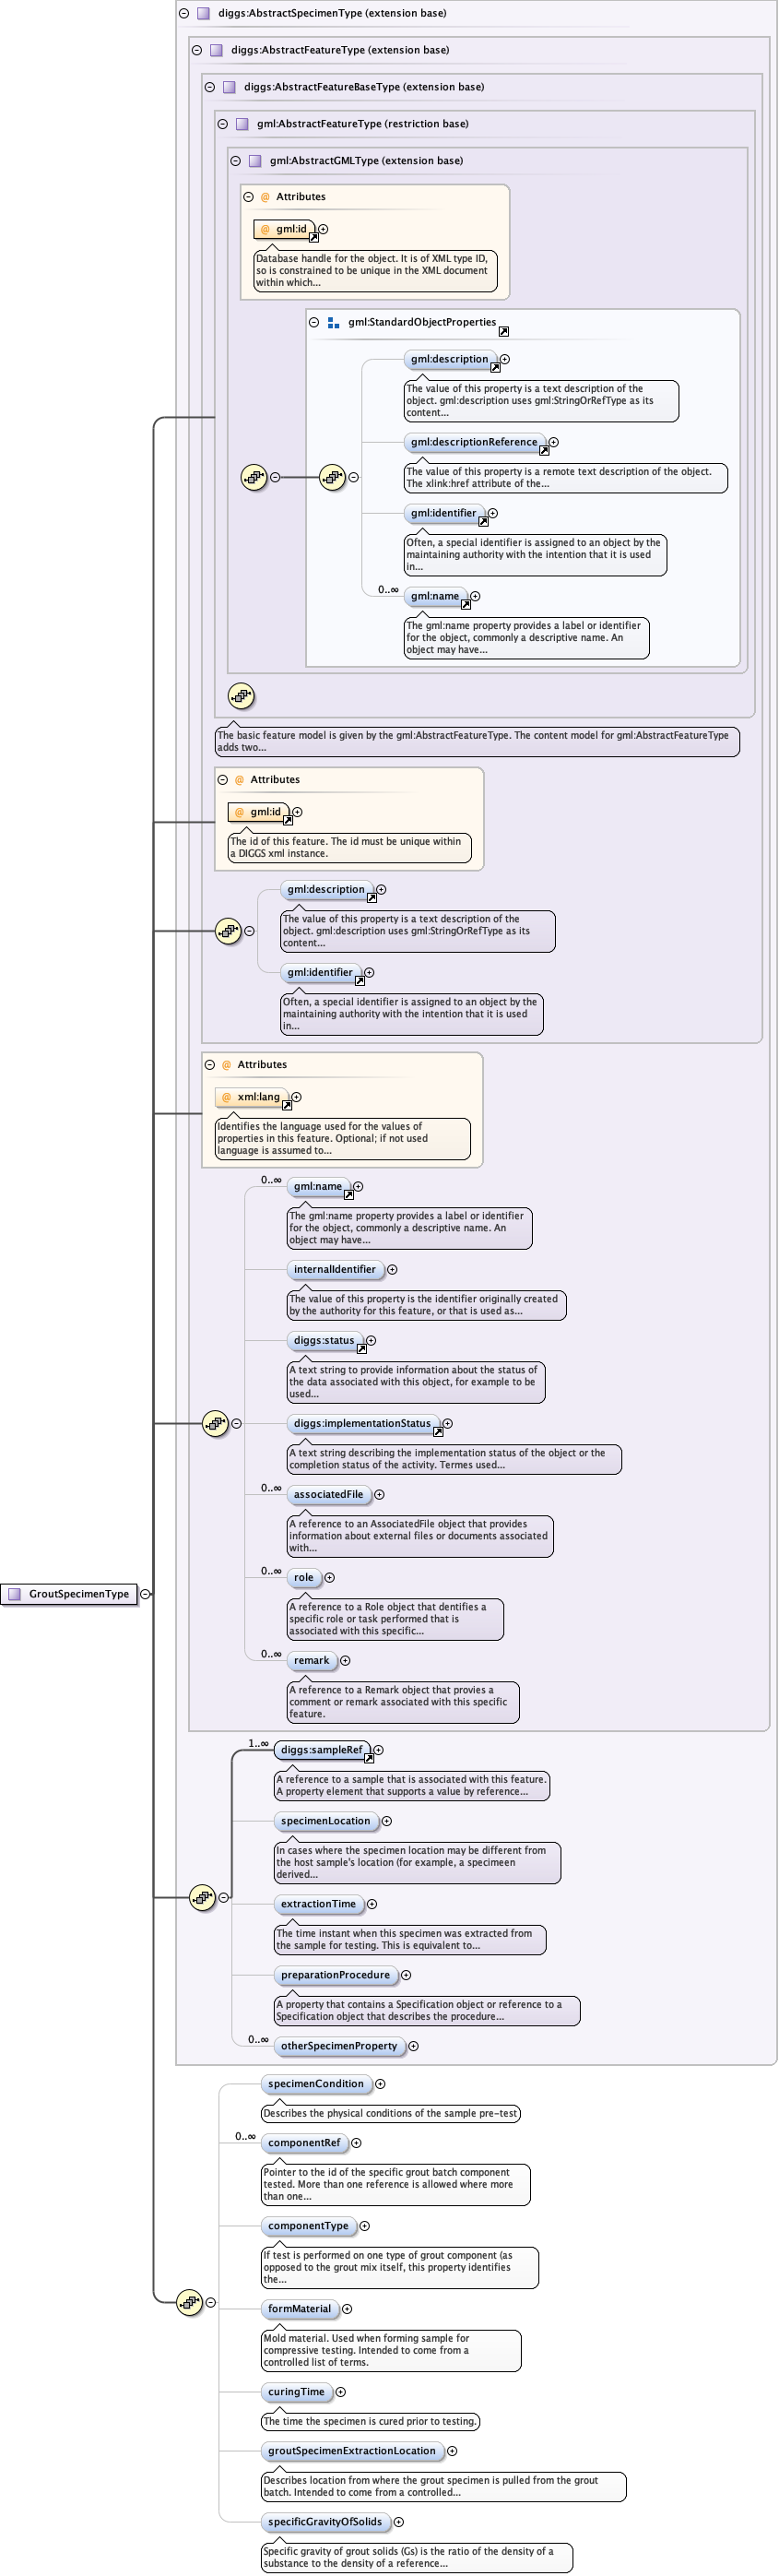 diggs:AbstractSpecimenType (extension base)
diggs:AbstractFeatureType (extension base)
diggs:AbstractFeatureBaseType (extension base)
gml:AbstractFeatureType (restriction base)
gml:AbstractGMLType (extension base)
@ Attributes
@ gml:id
Database handle for the object. It is of XML type ID,
so is constrained to be unique in the XML document
within which...
gml:StandardObjectProperties
gml:description
The value of this property is a text description of the
object. gml:description uses gml:StringOrRefType as its
content...
gml:descriptionReference
The value of this property is a remote text description of the object.
The xlink:href attribute of the...
gml:identifier
Often, a special identifier is assigned to an object by the
maintaining authority with the intention that it is used
in...
0..∞
gml:name
The gml:name property provides a label or identifier
for the object, commonly a descriptive name. An
object may have...
The basic feature model is given by the gml:AbstractFeatureType. The content model for gml:AbstractFeatureType
adds two...
@ Attributes
@ gml:id
The id of this feature. The id must be unique within
a DIGGS xml instance.
gml:description
The value of this property is a text description of the
object. gml:description uses gml:StringOrRefType as its
content...
gml:identifier
Often, a special identifier is assigned to an object by the
maintaining authority with the intention that it is used
in...
@ Attributes
@ xml:lang
Identifies the language used for the values of
properties in this feature. Optional; if not used
language is assumed to...
0..∞
gml:name
The gml:name property provides a label or identifier
for the object, commonly a descriptive name. An
object may have...
internalIdentifier
The value of this property is the identifier originally created
by the authority for this feature, or that is used as...
diggs:status
A text string to provide information about the status of
the data associated with this object, for example to be
used...
diggs:implementationStatus
A text string describing the implementation status of the object or the
completion status of the activity. Termes used...
0..∞
associatedFile
A reference to an AssociatedFile object that provides
information about external files or documents associated
with...
0..∞
role
A reference to a Role object that dentifies a
specific role or task performed that is
associated with this specific...
GroutSpecimenType
0..∞
remark
A reference to a Remark object that provies a
comment or remark associated with this specific
feature.
1..∞
diggs:sampleRef
A reference to a sample that is associated with this feature.
A property element that supports a value by reference...
specimenLocation
In cases where the specimen location may be different from
the host sample's location (for example, a specimeen
derived...
extractionTime
The time instant when this specimen was extracted from
the sample for testing. This is equivalent to...
preparationProcedure
A property that contains a Specification object or reference to a
Specification object that describes the procedure...
0..∞
otherSpecimenProperty
specimenCondition
Describes the physical conditions of the sample pre-test
0..∞
componentRef
Pointer to the id of the specific grout batch component
tested. More than one reference is allowed where more
than one...
componentType
If test is performed on one type of grout component (as
opposed to the grout mix itself, this property identifies
the...
formMaterial
Mold material. Used when forming sample for
compressive testing. Intended to come from a
controlled list of terms.
curingTime
The time the specimen is cured prior to testing.
groutSpecimenExtractionLocation
Describes location from where the grout specimen is pulled from the grout
batch. Intended to come from a controlled...
specificGravityOfSolids
Specific gravity of grout solids (Gs) is the ratio of the density of a
substance to the density of a reference...